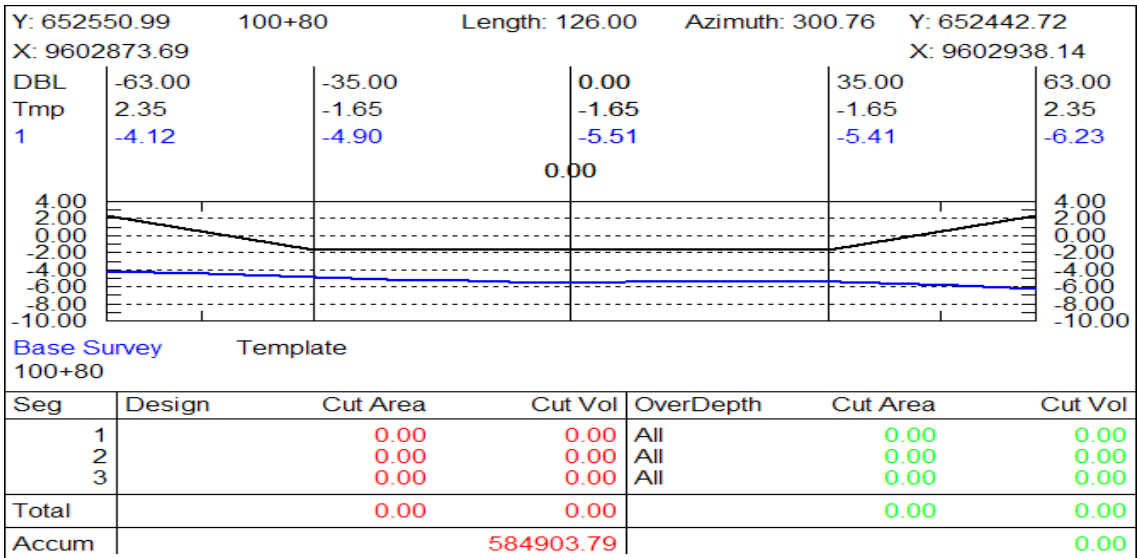 Y: 652550.99 100+80 Length: 126.00 Azimuth: 300.76 Y: 652442.72
X: 9602873.69 X: 9602938.14
DBL -63.00 -35.00 0.00 35.00 63.00
Tmp 2.35 -1.65 -1.65 -1.65 2.35
1 -4.12 -4.90 -5.51 -5.41 -6.23
0.00
4.00 4.00
2.00 2.00
0.00 0.00
-2.00 -2.00
-4.00 -4.00
-6.00 -6.00
-8.00 -8.00
-10.00 -10.00
Base Survey Template
100+80
Seg Design Cut Area Cut Vol OverDepth Cut Area Cut Vol
1 0.00 0.00 All 0.00 0.00
2 0.00 0.00 All 0.00 0.00
3 0.00 0.00 All 0.00 0.00
Total 0.00 0.00 0.00 0.00
Accum 584903.79 0.00